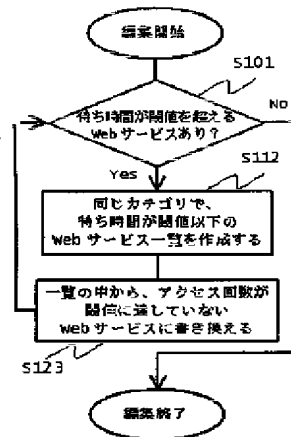 編集開始
S101
待ち時間が閾値を超える
Webサービスあり?
No
Yes
S112
同じカテゴリで、
待ち時間が閾値以下の
Webサービス一覧を作成する
一覧の中から、アクセス回数が
閾値に達していない
Webサービスに書き換える
S123
編集終了